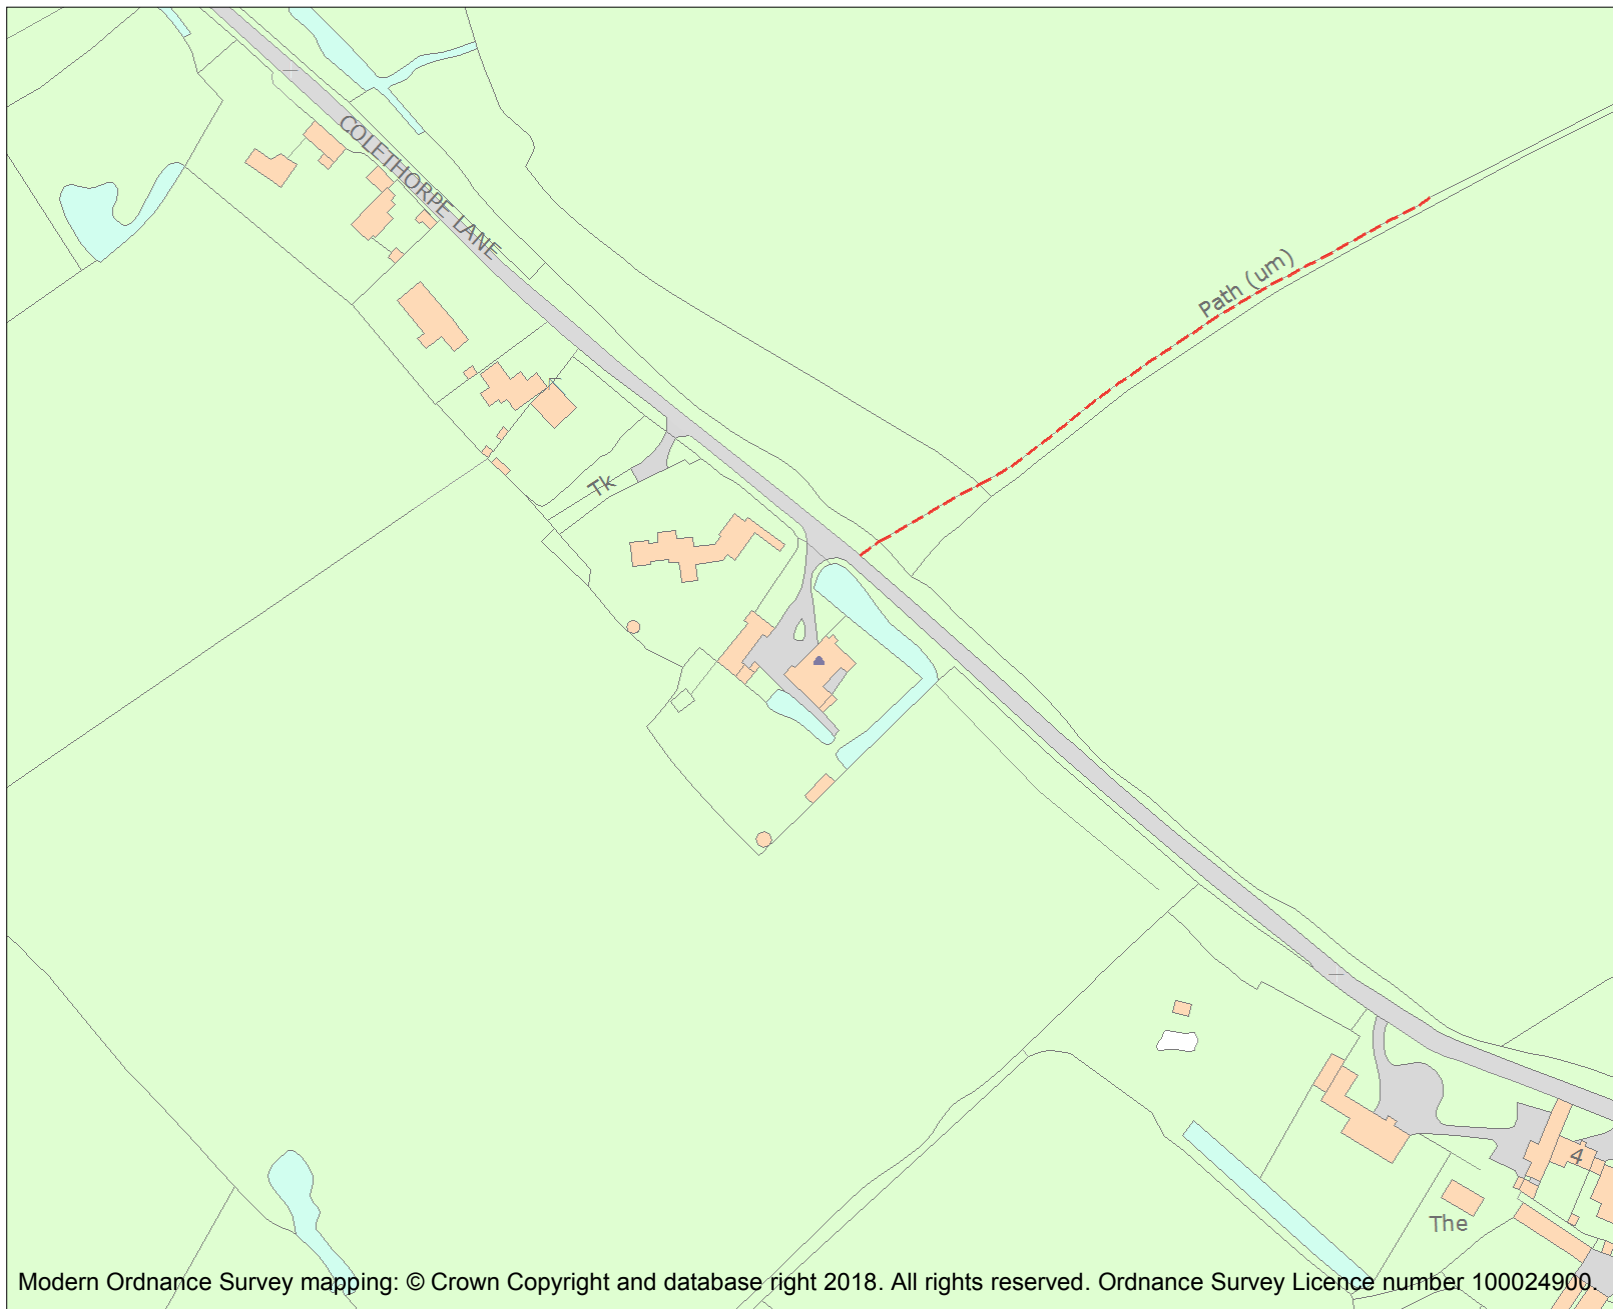 COLETHORPE LANE
Path (um)
Tk
4
The
Modern Ordnance Survey mapping: © Crown Copyright and database right 2018. All rights reserved. Ordnance Survey Licence number 100024900.